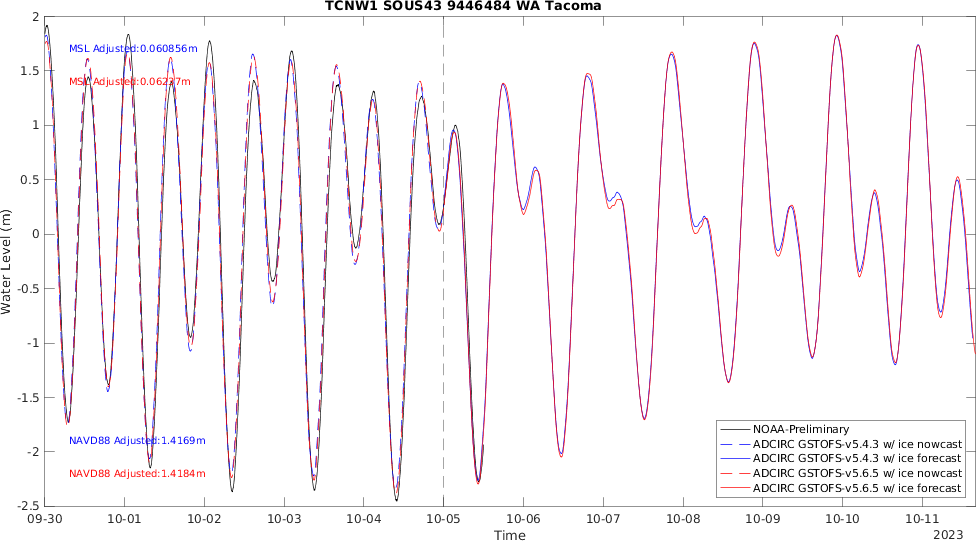 TCNW1 SOUS43 9446484 WA Tacoma
2
1.5
1
0.5
0
-0.5
-1
-1.5
-2
-2.5
Water Level (m)
MSL Adjusted:0.060856m
MSL Adjusted:0.06237m
NAVD88 Adjusted:1.4169m
NAVD88 Adjusted:1.4184m
NOAA-Preliminary
ADCIRC GSTOFS-v5.4.3 w/ ice nowcast
ADCIRC GSTOFS-v5.4.3 w/ ice forecast
ADCIRC GSTOFS-v5.6.5 w/ ice nowcast
ADCIRC GSTOFS-v5.6.5 w/ ice forecast
09-30 10-01 10-02 10-03 10-04 10-05 10-06 10-07 10-08 10-09 10-10 10-11
Time
2023